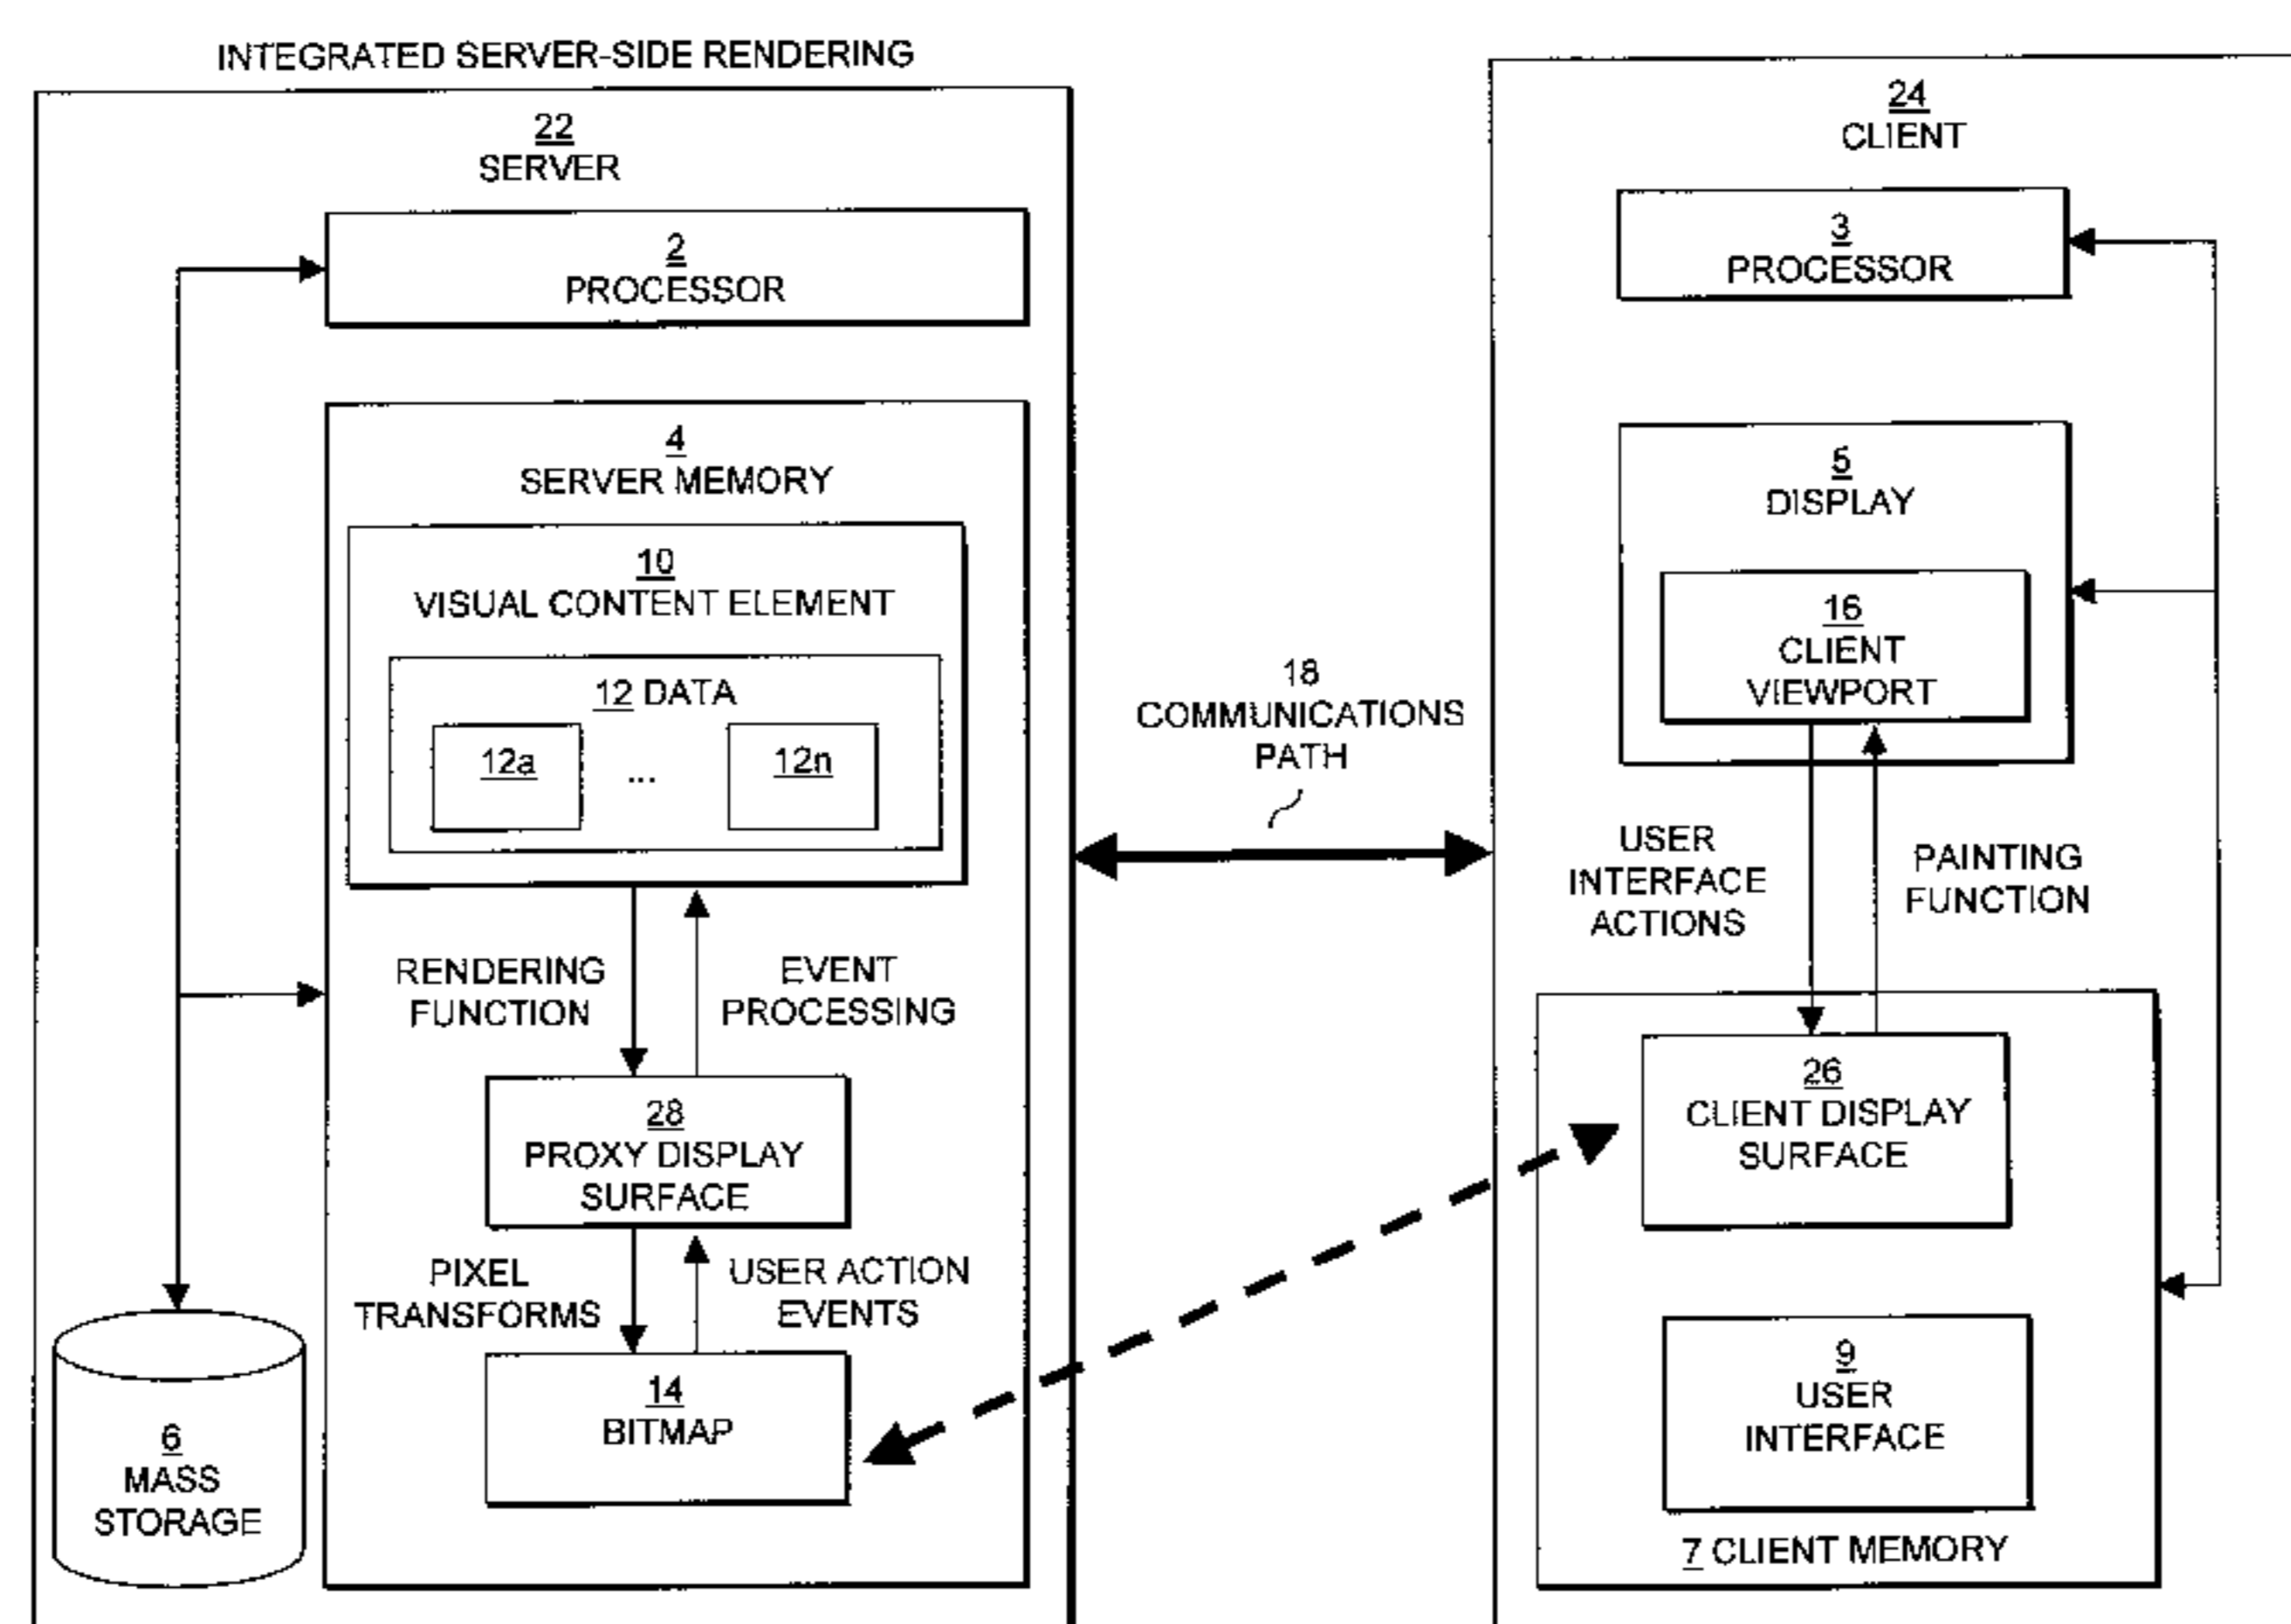 INTEGRATED SERVER-SIDE RENDERING
22
SERVER
2
PROCESSOR
4
SERVER MEMORY
10
VISUAL CONTENT ELEMENT
12 DATA
12a
...
12n
RENDERING
FUNCTION
EVENT
PROCESSING
28
PROXY DISPLAY
SURFACE
PIXEL
TRANSFORMS
USER ACTION
EVENTS
14
BITMAP
6
MASS
STORAGE
18
COMMUNICATIONS
PATH
24
CLIENT
3
PROCESSOR
5
DISPLAY
16
CLIENT
VIEWPORT
USER
INTERFACE
ACTIONS
PAINTING
FUNCTION
26
CLIENT DISPLAY
SURFACE
9
USER
INTERFACE
7 CLIENT MEMORY